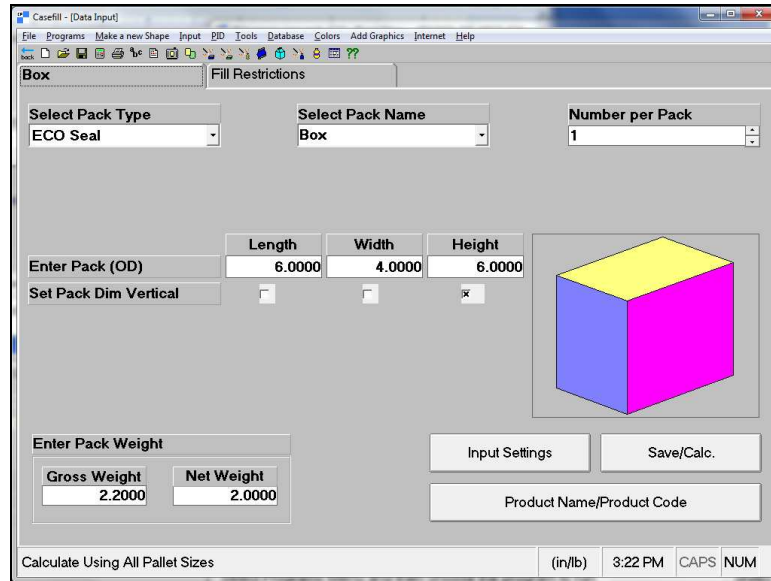 Casefill - [Data Input]
File Programs Make a new Shape Input PID Tools Database Colors Add Graphics Internet Help
back ??
Box Fill Restrictions
Select Pack Type Select Pack Name Number per Pack
ECO Seal Box 1
Length Width Height
Enter Pack (OD) 6.0000 4.0000 6.0000
Set Pack Dim Vertical
Enter Pack Weight
Input Settings Save/Calc.
Gross Weight Net Weight
2.2000 2.0000
Product Name/Product Code
Calculate Using All Pallet Sizes (in/lb) 3:22 PM CAPS NUM